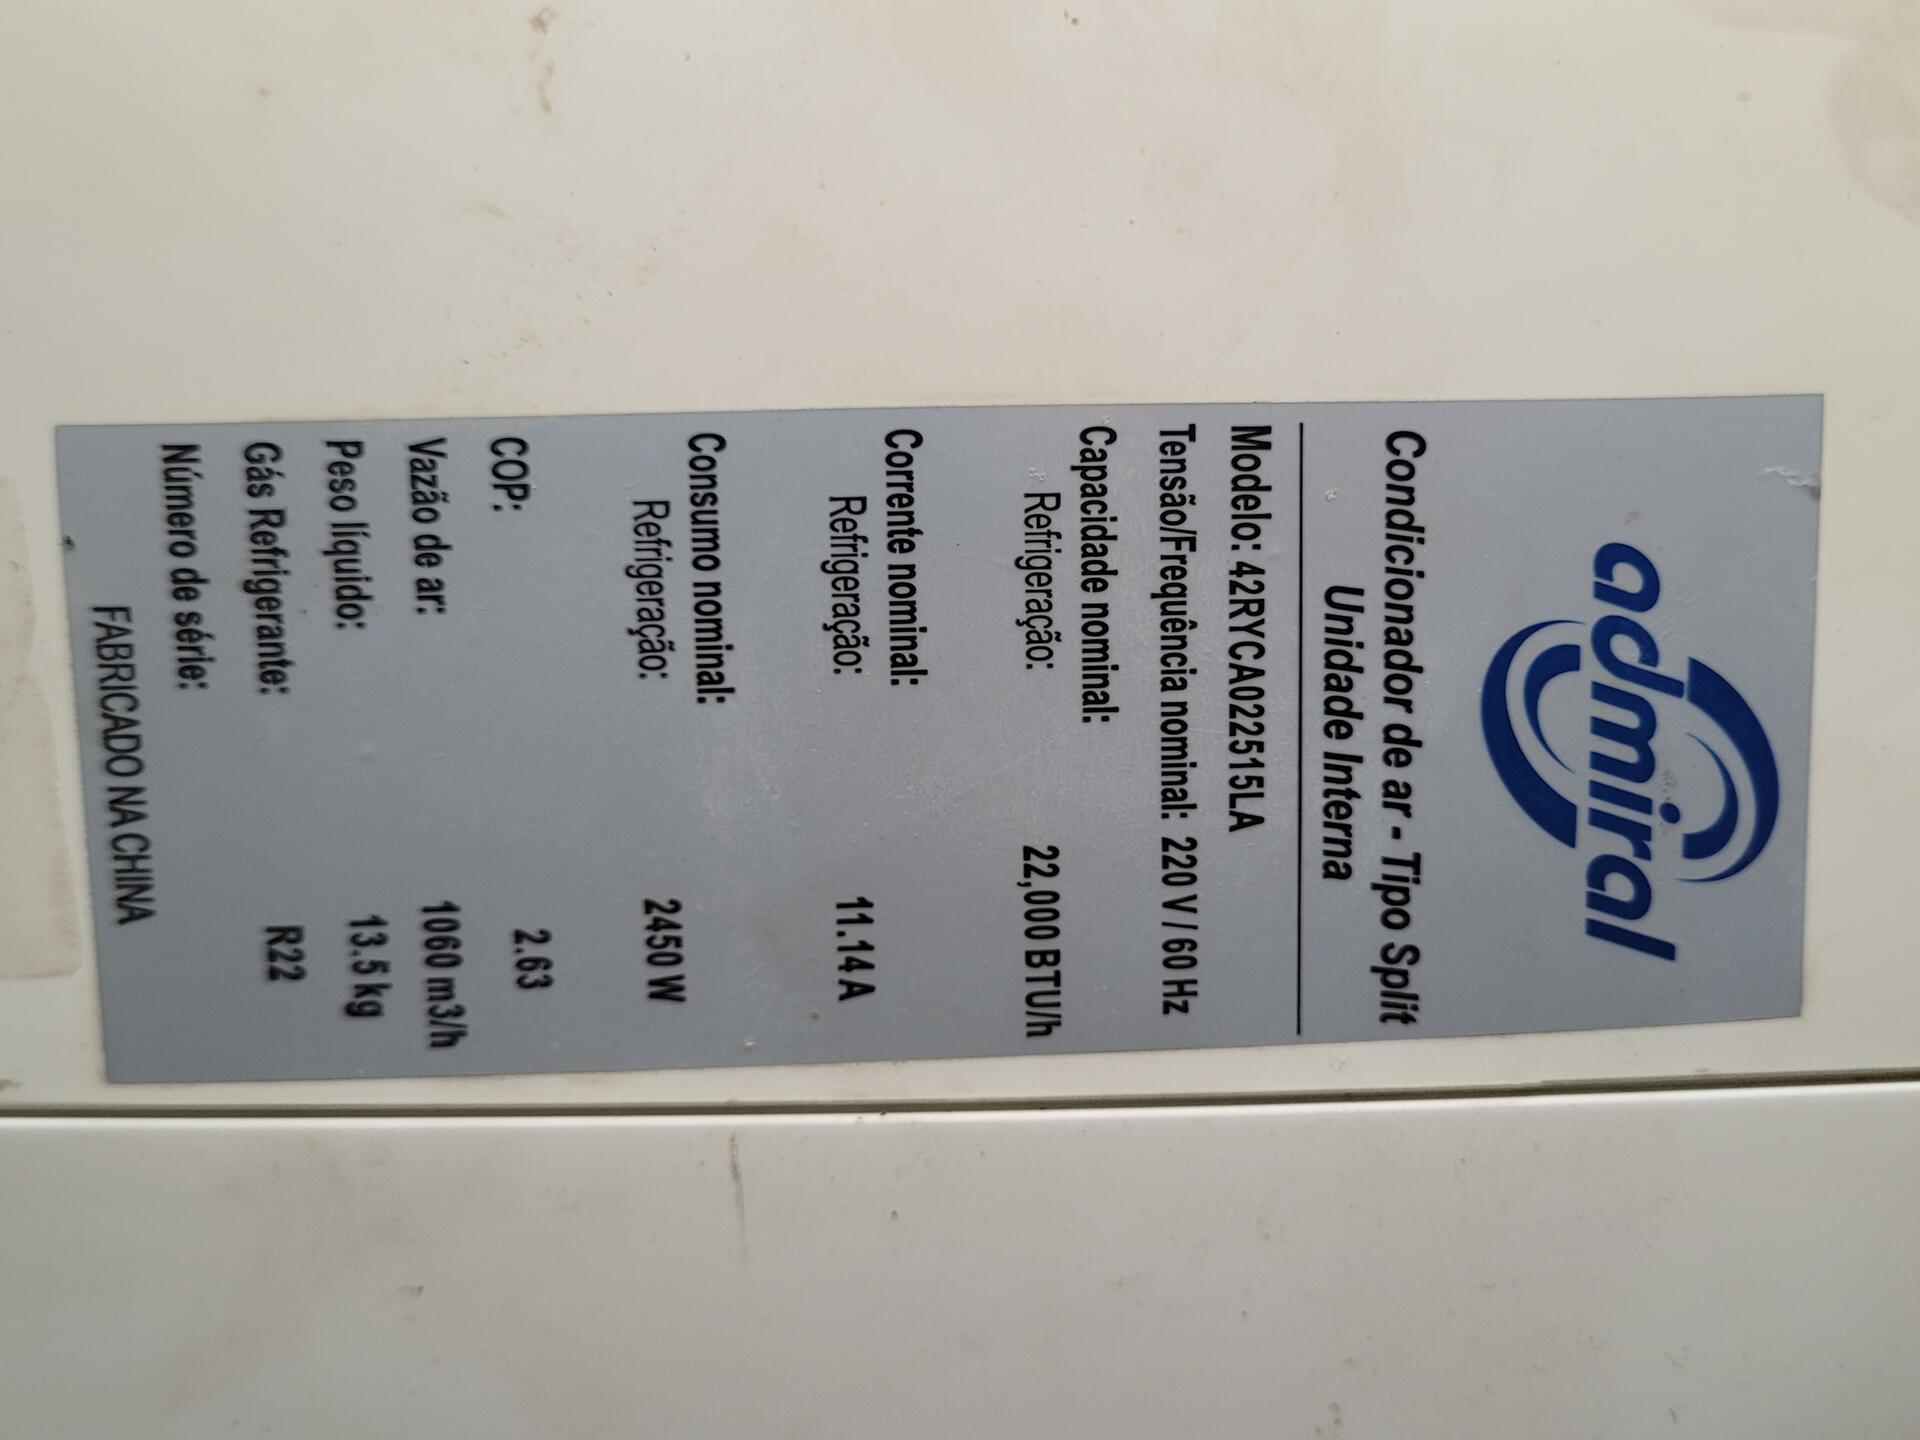 admiral
Condicionador de ar - Tipo Split
Unidade Interna
Modelo: 42RYCA022515LA
Tensão/Frequência nominal: 220 V / 60 Hz
Capacidade nominal:
Refrigeração: 22,000 BTU/h
Corrente nominal:
Refrigeração: 11.14 A
Consumo nominal:
Refrigeração: 2450 W
COP: 2.63
Vazão de ar: 1060 m3/h
Peso líquido: 13.5 kg
Gás Refrigerante: R22
Número de série:
FABRICADO NA CHINA